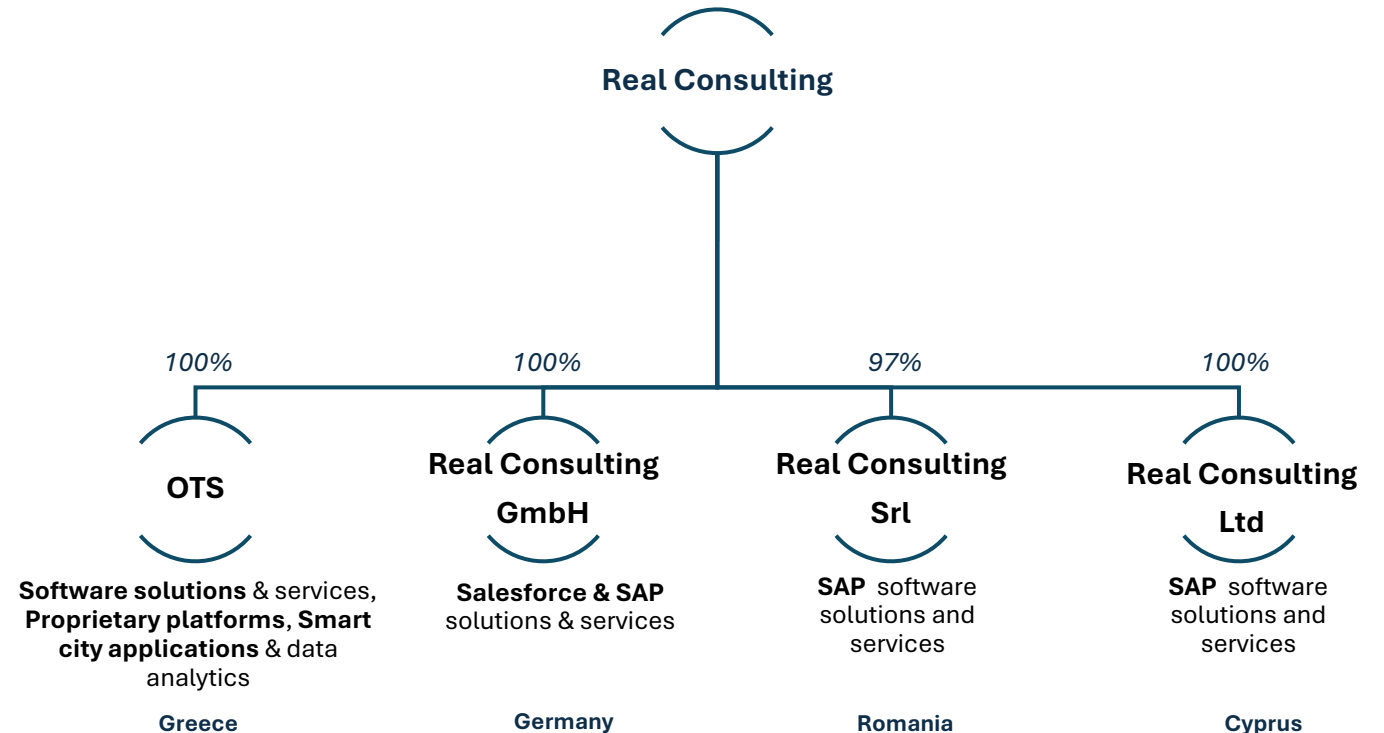 Real Consulting
100%
100%
97%
100%
OTS
Real Consulting
GmbH
Real Consulting
Srl
Real Consulting
Ltd
Software solutions & services,
Proprietary platforms, Smart
city applications & data
analytics
Salesforce & SAP
solutions & services
SAP software
solutions and
services
SAP software
solutions and
services
Greece
Germany
Romania
Cyprus